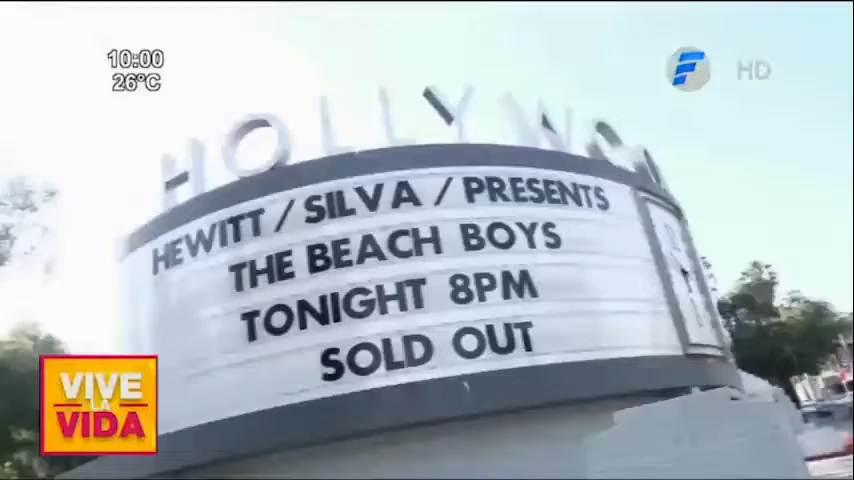 10:00
26°C
HD
HOLLYWO
HEWITT / SILVA / PRESENTS
THE BEACH BOYS
TONIGHT 8PM
SOLD OUT
VIVE
LA
VIDA